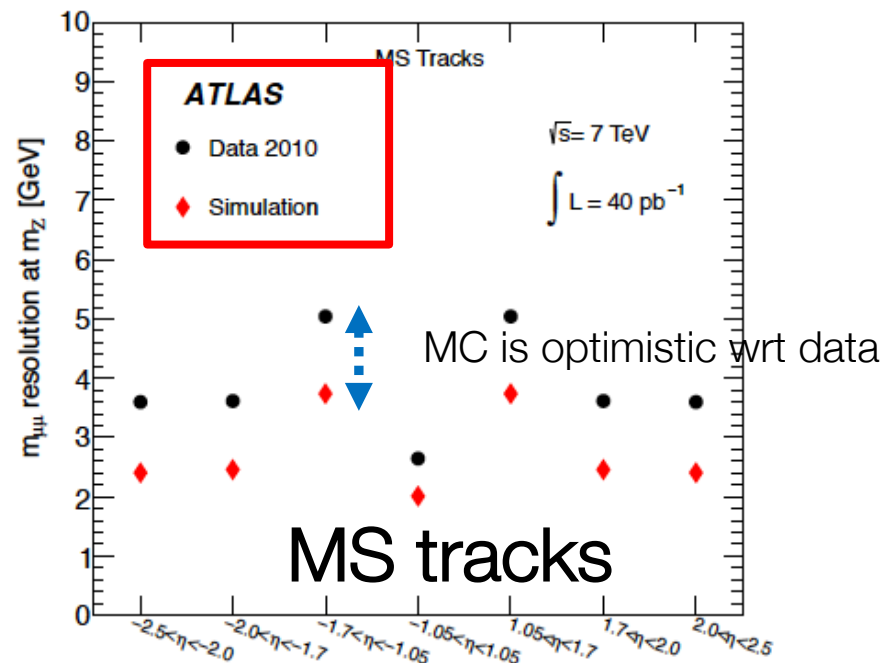 MS Tracks
ATLAS
Data 2010
Simulation
√s= 7 TeV
∫ L = 40 pb⁻¹
MC is optimistic wrt data
MS tracks
m_μμ resolution at m_Z [GeV]
10
9
8
7
6
5
4
3
2
1
0
-2.5<η<-2.0
-2.0<η<-1.7
-1.7<η<-1.05
-1.05<η<1.05
1.05<η<1.7
1.7<η<2.0
2.0<η<2.5